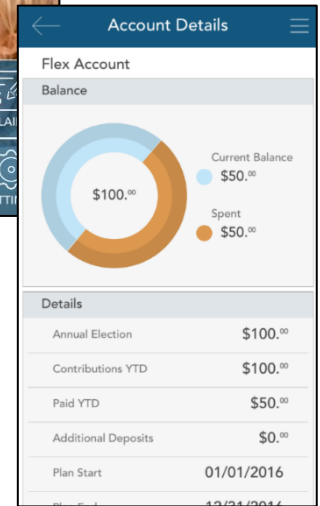 Account Details
Flex Account
Balance
Current Balance
$50.00
$100.00
Spent
$50.00
Details
Annual Election $100.00
Contributions YTD $100.00
Paid YTD $50.00
Additional Deposits $0.00
Plan Start 01/01/2016